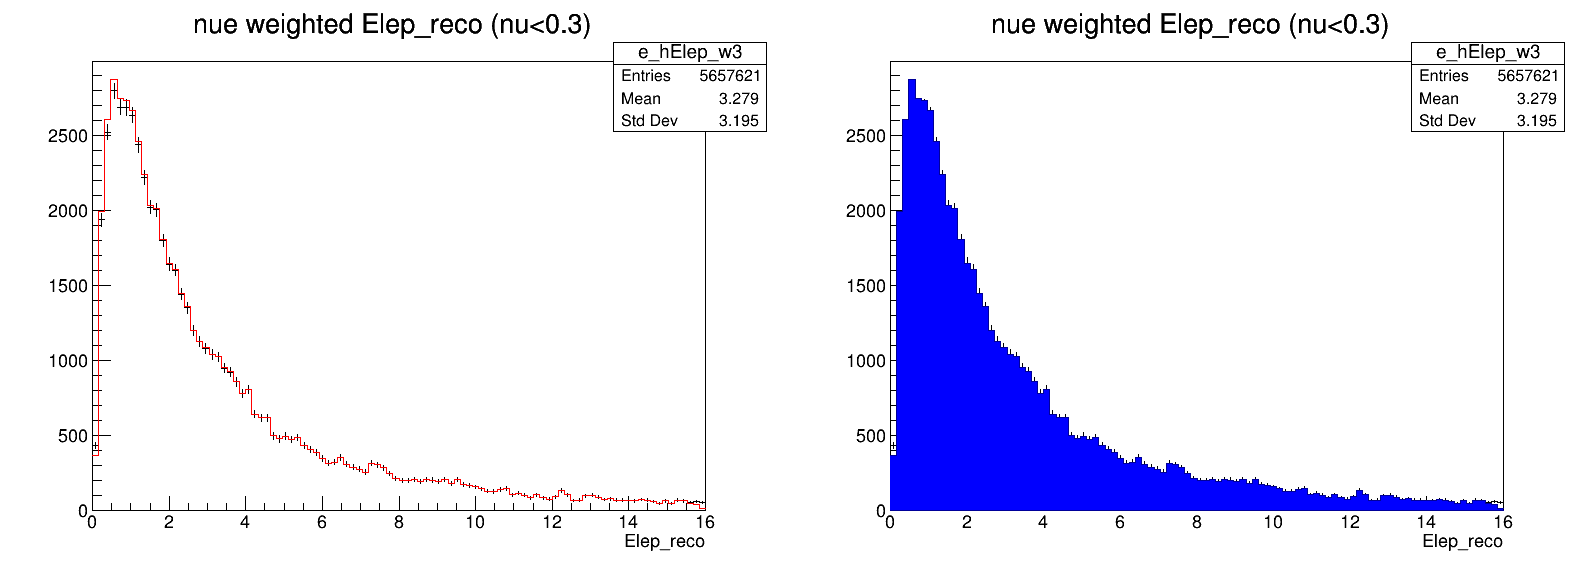 nue weighted Elep_reco (nu<0.3)
e_hElep_w3
Entries 5657621
Mean 3.279
Std Dev 3.195
2500
2000
1500
1000
500
0
0 2 4 6 8 10 12 14 16
Elep_reco
nue weighted Elep_reco (nu<0.3)
e_hElep_w3
Entries 5657621
Mean 3.279
Std Dev 3.195
2500
2000
1500
1000
500
0
0 2 4 6 8 10 12 14 16
Elep_reco